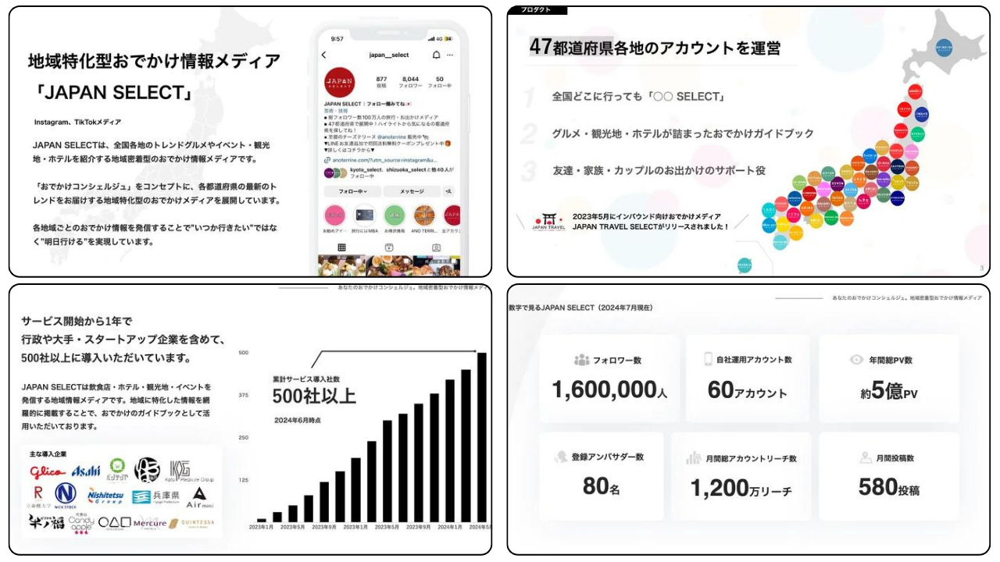 地域特化型おでかけ情報メディア
「JAPAN SELECT」
Instagram、TikTokメディア
JAPAN SELECTは、全国各地のトレンドグルメやイベント・観光
地・ホテルを紹介する地域密着型のおでかけ情報メディアです。
「おでかけコンシェルジュ」をコンセプトに、各都道府県の最新のト
レンドをお届けする地域特化型のおでかけメディアを展開しています。
各地域ごとのおでかけ情報を発信することで"いつか行きたい"ではな
く"明日行ける"を実現しています。
9:57
4G 34
japan__select
JAPAN
SELECT
877
8,044
50
投稿
フォロワー
フォロー中
JAPAN SELECT｜フォロー欄みてね
芸術・技術
■ 総フォロワー数100万人の旅行・お出かけメディア
■ 47都道府県で展開中！ハイライトから気になるの都道府
県を探してね！
■ 至極のチーズテリーヌ @anoterrine 販売中
▼LINEお友達追加で初回送料無料クーポンプレゼント中
▼詳しくはコチラから▼
anoterrine.com/?utm_source=instagram&u...
kyoto_select、shizuoka_selectと他40人が
フォロー中
フォロー中
メッセージ
お勧めアイ…
旅行にはMBA
お得旅情報
ANO TERRI...
全アカウ
プロダクト
47都道府県各地のアカウントを運営
1 全国どこに行っても「〇〇 SELECT」
2 グルメ・観光地・ホテルが詰まったおでかけガイドブック
3 友達・家族・カップルのお出かけのサポート役
JAPAN TRAVEL
2023年5月にインバウンド向けおでかけメディア
JAPAN TRAVEL SELECTがリリースされました！
3
あなたのおでかけコンシェルジュ。地域密着型おでかけ情報メディ
サービス開始から1年で
行政や大手・スタートアップ企業を含めて、
500社以上に導入いただいています。
JAPAN SELECTは飲食店・ホテル・観光地・イベントを
発信する地域情報メディアです。地域に特化した情報を網
羅的に掲載することで、おでかけのガイドブックとして活
用いただいております。
主な導入企業
Glico
Asahi
Kato Pleasure Group
R
立命館大学
N
NICK STOCK
Nishitetsu
Group
兵庫県
Hyogo Prefecture
Air mini
Candy
apple
Mercure
HOTELS
QUINTESSA
累計サービス導入社数
500社以上
2024年6月時点
500
375
250
125
2023年1月
2023年5月
2023年9月
2023年1月
2023年5月
2023年9月
2024年1月
2024年5月
あなたのおでかけコンシェルジュ。地域密着型おでかけ情報メディア
数字で見るJAPAN SELECT（2024年7月現在）
フォロワー数
1,600,000人
自社運用アカウント数
60アカウント
年間総PV数
約5億PV
登録アンバサダー数
80名
月間総アカウントリーチ数
1,200万リーチ
月間投稿数
580投稿